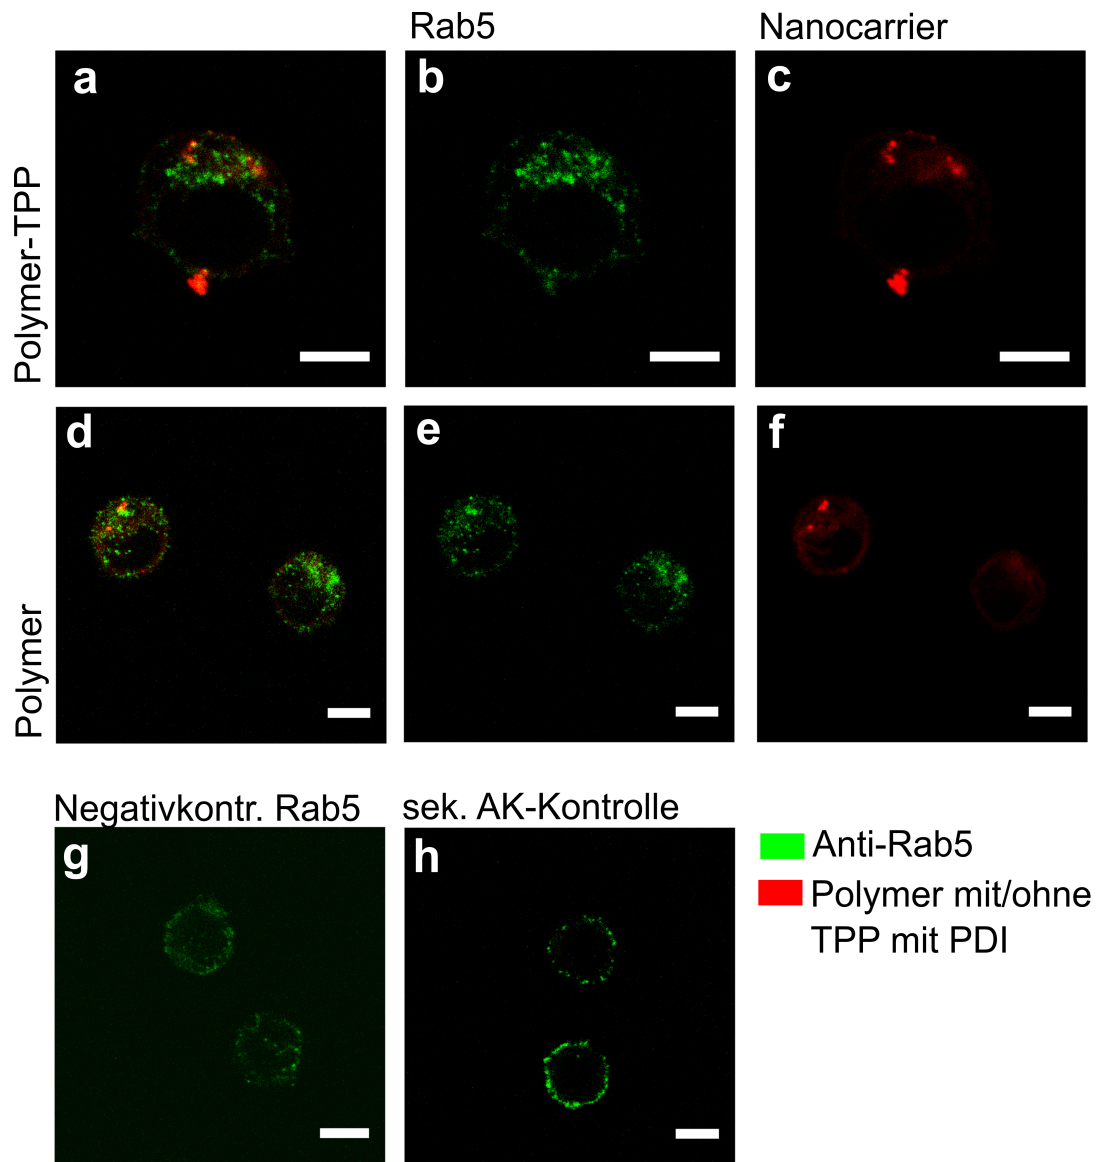 Rab5
Nanocarrier
Polymer-TPP
a
b
c
Polymer
d
e
f
Negativkontr. Rab5
sek. AK-Kontrolle
g
h
Anti-Rab5
Polymer mit/ohne
TPP mit PDI